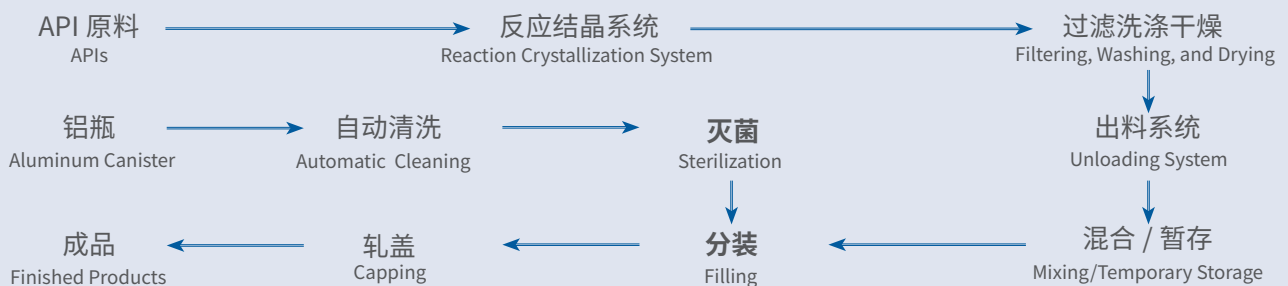 API 原料
APIs
反应结晶系统
Reaction Crystallization System
过滤洗涤干燥
Filtering, Washing, and Drying
铝瓶
Aluminum Canister
自动清洗
Automatic Cleaning
灭菌
Sterilization
出料系统
Unloading System
成品
Finished Products
轧盖
Capping
分装
Filling
混合 / 暂存
Mixing/Temporary Storage